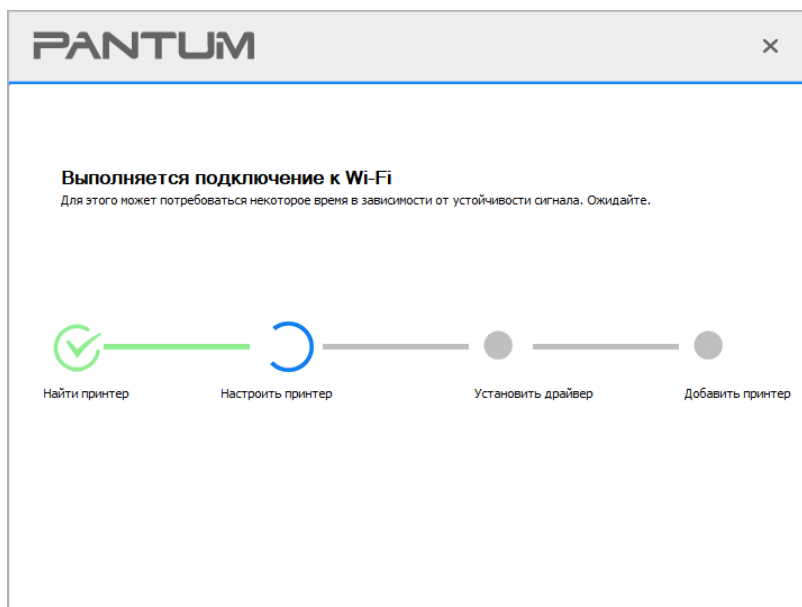 PANTUM
Выполняется подключение к Wi-Fi
Для этого может потребоваться некоторое время в зависимости от устойчивости сигнала. Ожидайте.
Найти принтер
Настроить принтер
Установить драйвер
Добавить принтер